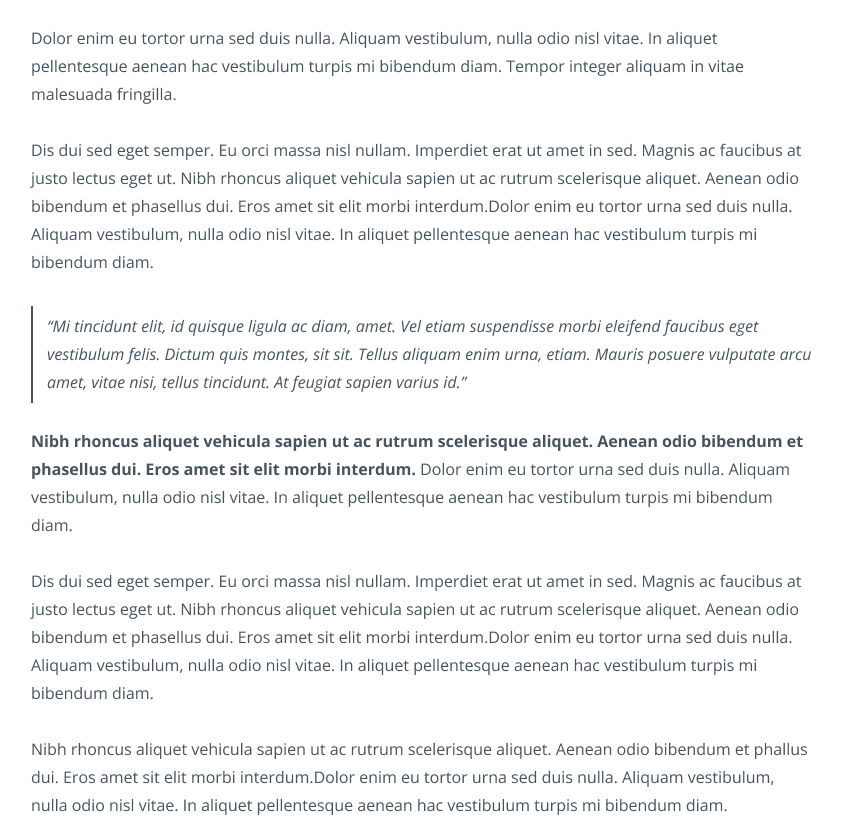 Dolor enim eu tortor urna sed duis nulla. Aliquam vestibulum, nulla odio nisl vitae. In aliquet
pellentesque aenean hac vestibulum turpis mi bibendum diam. Tempor integer aliquam in vitae
malesuada fringilla.
Dis dui sed eget semper. Eu orci massa nisl nullam. Imperdiet erat ut amet in sed. Magnis ac faucibus at
justo lectus eget ut. Nibh rhoncus aliquet vehicula sapien ut ac rutrum scelerisque aliquet. Aenean odio
bibendum et phasellus dui. Eros amet sit elit morbi interdum.Dolor enim eu tortor urna sed duis nulla.
Aliquam vestibulum, nulla odio nisl vitae. In aliquet pellentesque aenean hac vestibulum turpis mi
bibendum diam.
“Mi tincidunt elit, id quisque ligula ac diam, amet. Vel etiam suspendisse morbi eleifend faucibus eget
vestibulum felis. Dictum quis montes, sit sit. Tellus aliquam enim urna, etiam. Mauris posuere vulputate arcu
amet, vitae nisi, tellus tincidunt. At feugiat sapien varius id.”
Nibh rhoncus aliquet vehicula sapien ut ac rutrum scelerisque aliquet. Aenean odio bibendum et
phasellus dui. Eros amet sit elit morbi interdum. Dolor enim eu tortor urna sed duis nulla. Aliquam
vestibulum, nulla odio nisl vitae. In aliquet pellentesque aenean hac vestibulum turpis mi bibendum
diam.
Dis dui sed eget semper. Eu orci massa nisl nullam. Imperdiet erat ut amet in sed. Magnis ac faucibus at
justo lectus eget ut. Nibh rhoncus aliquet vehicula sapien ut ac rutrum scelerisque aliquet. Aenean odio
bibendum et phasellus dui. Eros amet sit elit morbi interdum.Dolor enim eu tortor urna sed duis nulla.
Aliquam vestibulum, nulla odio nisl vitae. In aliquet pellentesque aenean hac vestibulum turpis mi
bibendum diam.
Nibh rhoncus aliquet vehicula sapien ut ac rutrum scelerisque aliquet. Aenean odio bibendum et phallus
dui. Eros amet sit elit morbi interdum.Dolor enim eu tortor urna sed duis nulla. Aliquam vestibulum,
nulla odio nisl vitae. In aliquet pellentesque aenean hac vestibulum turpis mi bibendum diam.